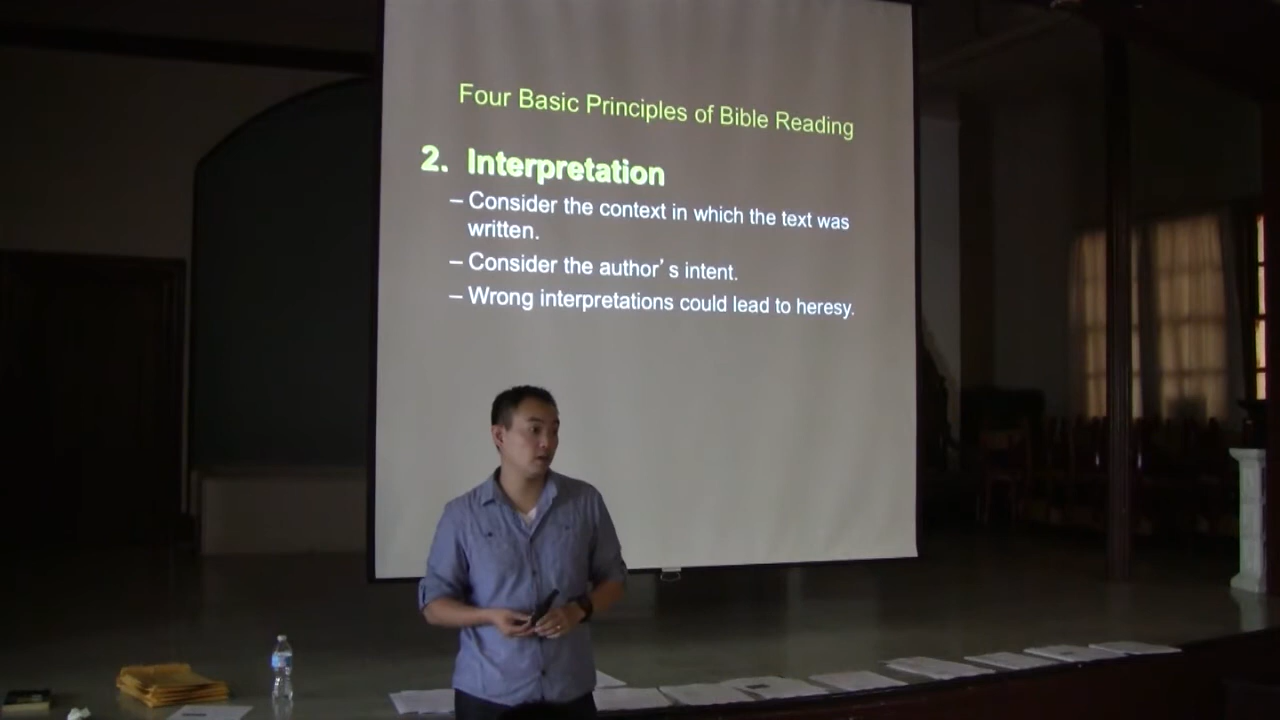 Four Basic Principles of Bible Reading
2. Interpretation
– Consider the context in which the text was
written.
– Consider the author's intent.
– Wrong interpretations could lead to heresy.